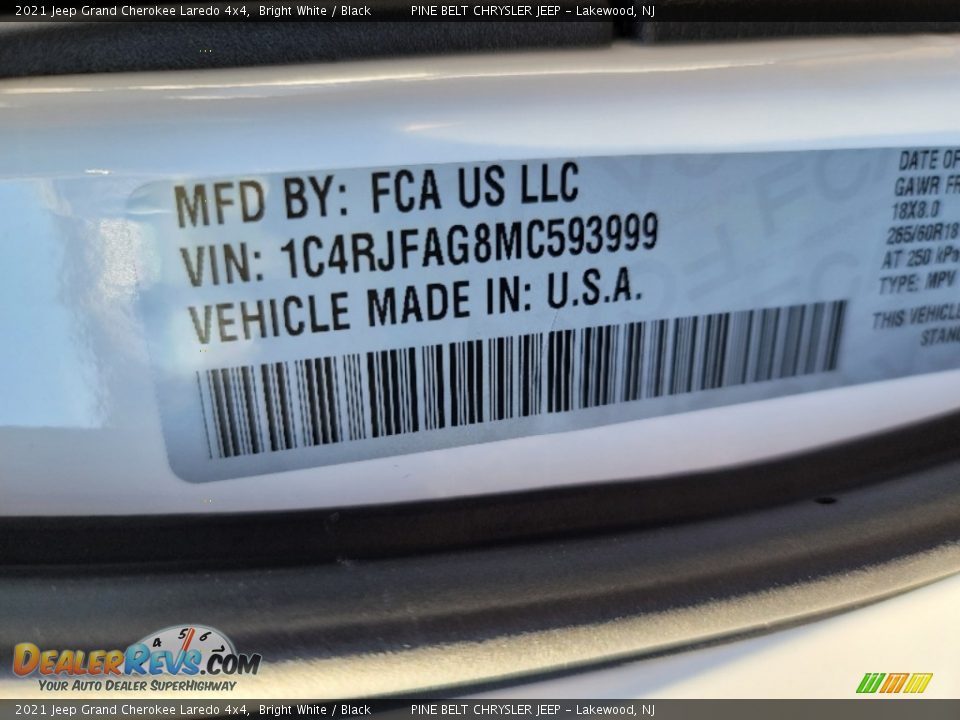 2021 Jeep Grand Cherokee Laredo 4x4, Bright White / Black PINE BELT CHRYSLER JEEP - Lakewood, NJ
MFD BY: FCA US LLC
VIN: 1C4RJFAG8MC593999
VEHICLE MADE IN: U.S.A.
DATE OF
GAWR FR
18X8.0
265/60R18
AT 250 kPa
TYPE: MPV
THIS VEHICLE
STAN
4 5 6
DEALERREVS.COM
YOUR AUTO DEALER SUPERHIGHWAY
2021 Jeep Grand Cherokee Laredo 4x4, Bright White / Black PINE BELT CHRYSLER JEEP - Lakewood, NJ